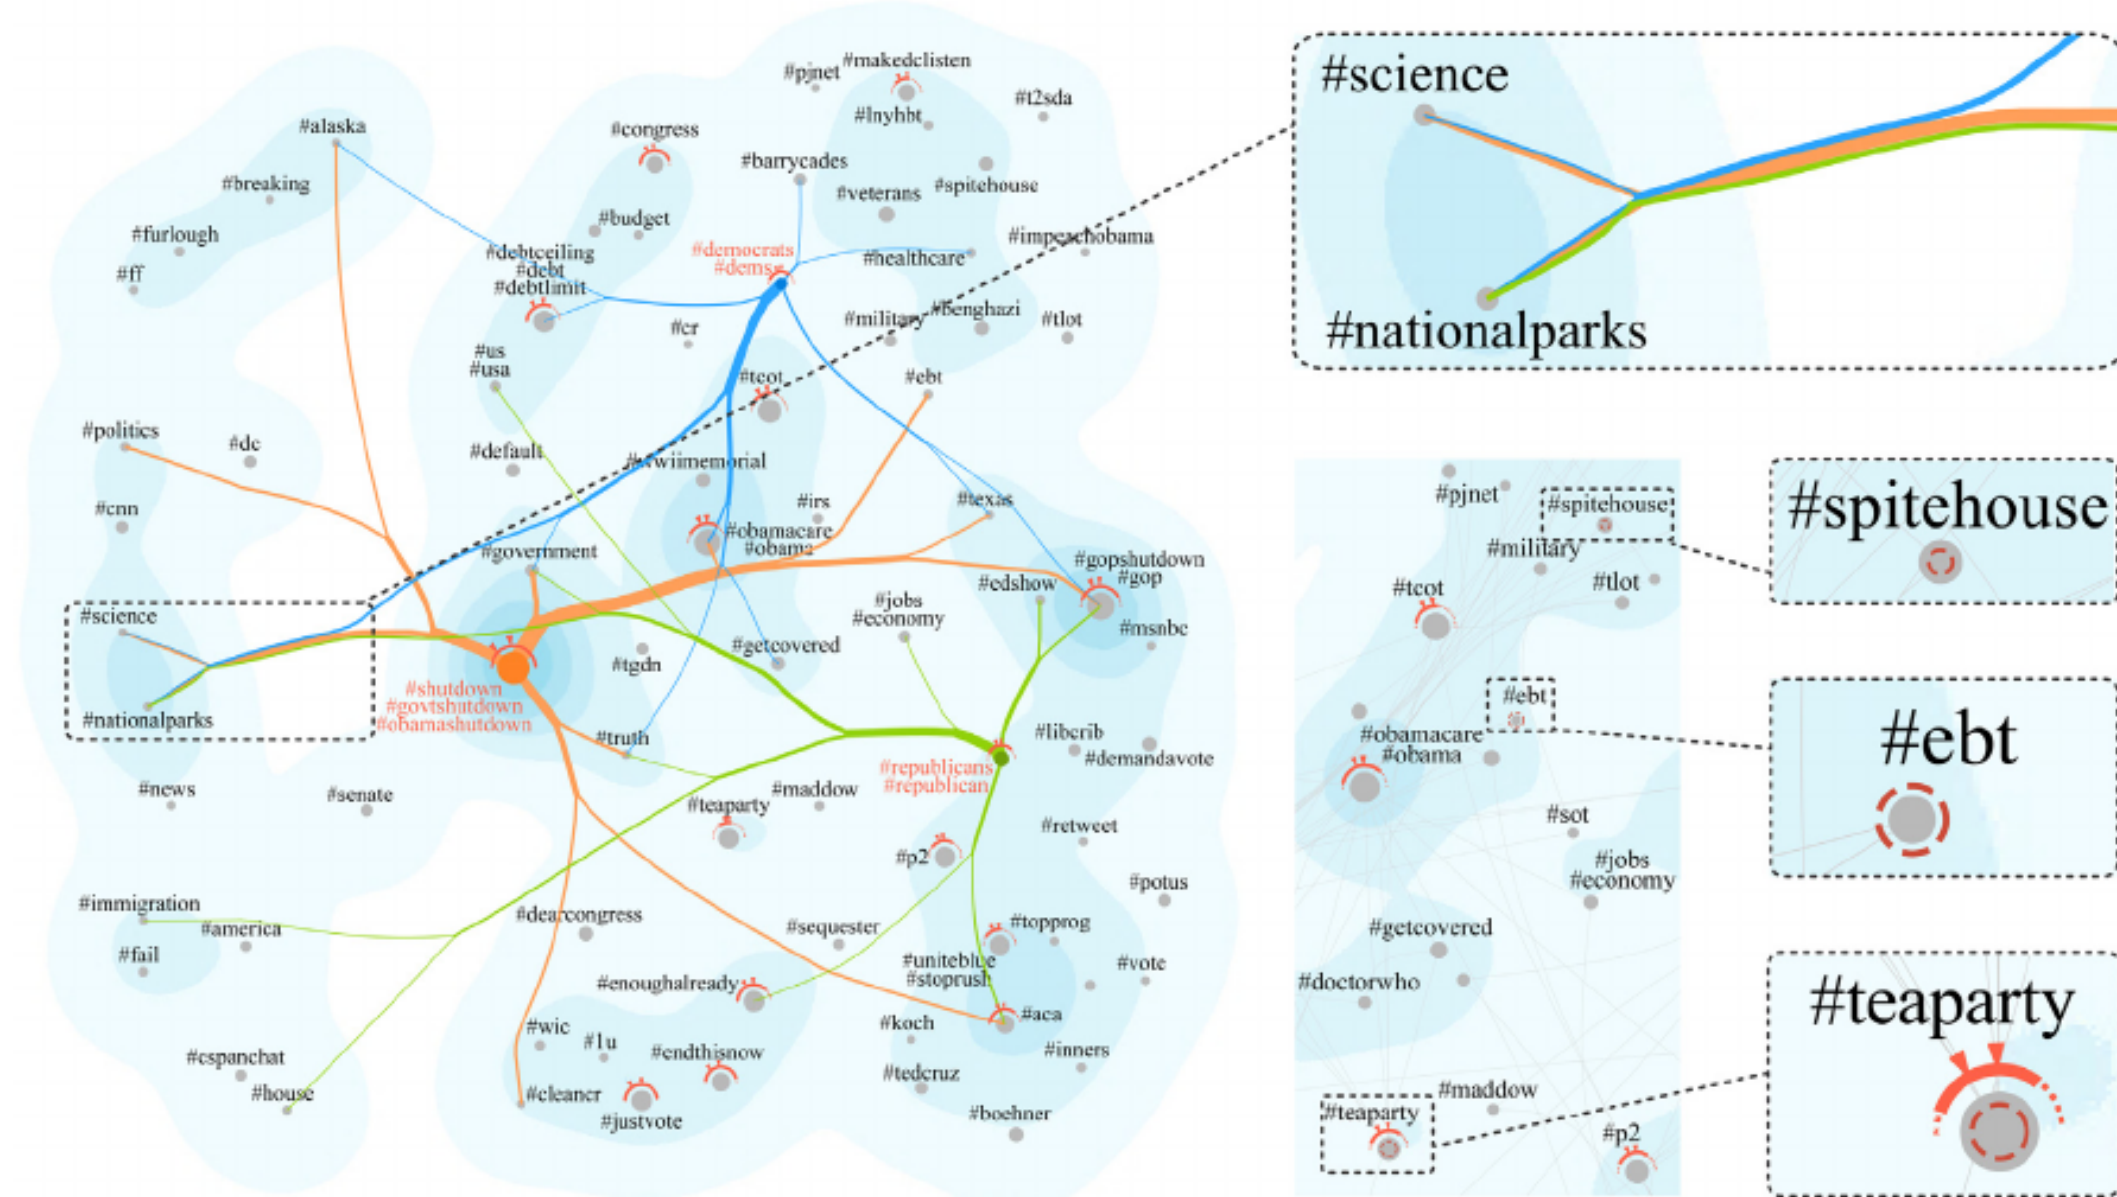 #makedclisten
#pjnet
#t2sda
#lnyhbt
#alaska
#congress
#barrycades
#breaking
#veterans
#spitehouse
#budget
#furlough
#impeachobama
#democrats
#dems
#debtceiling
#debt
#debtlimit
#healthcare
#ff
#cr
#military
#benghazi
#tlot
#us
#usa
#tcot
#ebt
#politics
#dc
#default
#wwiimemorial
#cnn
#irs
#texas
#obamacare
#obama
#government
#gopshutdown
#gop
#edshow
#jobs
#economy
#science
#msnbc
#getcovered
#tgdn
#shutdown
#govtshutdown
#obamashutdown
#nationalparks
#truth
#libcrib
#demandavote
#republicans
#republican
#news
#senate
#teaparty
#maddow
#retweet
#p2
#potus
#immigration
#america
#dearcongress
#sequester
#topprog
#fail
#uniteblue
#stoprush
#vote
#enoughalready
#wic
#1u
#koch
#aca
#endthisnow
#inners
#cspanchat
#tedcruz
#house
#cleancr
#justvote
#boehner
#science
#nationalparks
#pjnet
#spitehouse
#military
#tlot
#tcot
#ebt
#obamacare
#obama
#sot
#jobs
#economy
#getcovered
#doctorwho
#maddow
#teaparty
#p2
#spitehouse
#ebt
#teaparty